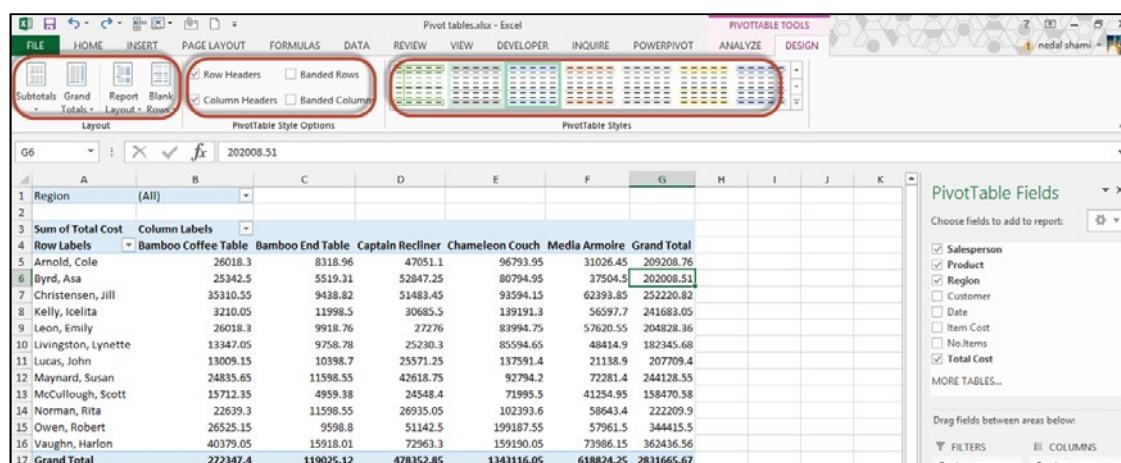 Pivot tables.xlsx - Excel
PIVOTTABLE TOOLS
FILE HOME INSERT PAGE LAYOUT FORMULAS DATA REVIEW VIEW DEVELOPER INQUIRE POWERPIVOT ANALYZE DESIGN nedal shami
Subtotals Grand Totals Report Layout Blank Rows
Row Headers Banded Rows
Column Headers Banded Columns
Layout PivotTable Style Options PivotTable Styles
G6 fx 202008.51
A B C D E F G H I J K
1 Region (All)
2
3 Sum of Total Cost Column Labels
4 Row Labels Bamboo Coffee Table Bamboo End Table Captain Recliner Chameleon Couch Media Armoire Grand Total
5 Arnold, Cole 26018.3 8318.96 47051.1 96793.95 31026.45 209208.76
6 Byrd, Asa 25342.5 5519.31 52847.25 80794.95 37504.5 202008.51
7 Christensen, Jill 35310.55 9438.82 51483.45 93594.15 62393.85 252220.82
8 Kelly, Icelita 3210.05 11998.5 30685.5 139191.3 56597.7 241683.05
9 Leon, Emily 26018.3 9918.76 27276 83994.75 57620.55 204828.36
10 Livingston, Lynette 13347.05 9758.78 25230.3 85594.65 48414.9 182345.68
11 Lucas, John 13009.15 10398.7 25571.25 137591.4 21138.9 207709.4
12 Maynard, Susan 24835.65 11598.55 42618.75 92794.2 72281.4 244128.55
13 McCullough, Scott 15712.35 4959.38 24548.4 71995.5 41254.95 158470.58
14 Norman, Rita 22639.3 11598.55 26935.05 102393.6 58643.4 222209.9
15 Owen, Robert 26525.15 9598.8 51142.5 199187.55 57961.5 344415.5
16 Vaughn, Harlon 40379.05 15918.01 72963.3 159190.05 73986.15 362436.56
17 Grand Total 272347.4 119025.12 478352.85 1343116.05 618824.25 2831665.67
PivotTable Fields
Choose fields to add to report:
Salesperson
Product
Region
Customer
Date
Item Cost
No.Items
Total Cost
MORE TABLES...
Drag fields between areas below:
FILTERS COLUMNS